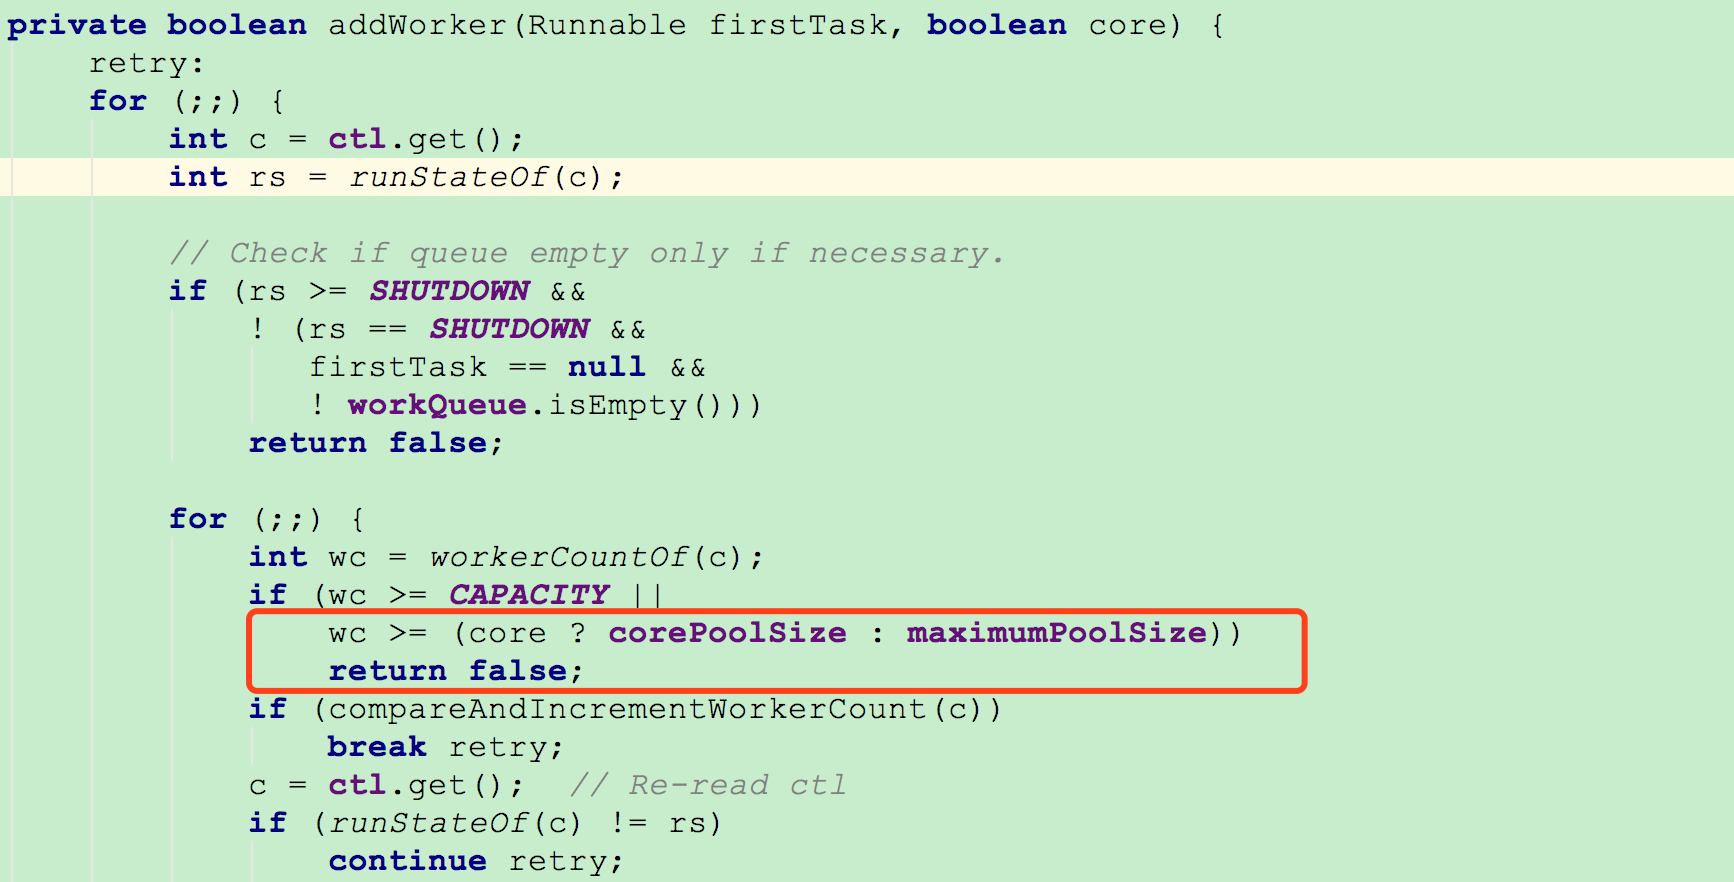 private boolean addWorker(Runnable firstTask, boolean core) {
    retry:
    for (;;) {
        int c = ctl.get();
        int rs = runStateOf(c);

        // Check if queue empty only if necessary.
        if (rs >= SHUTDOWN &&
            ! (rs == SHUTDOWN &&
               firstTask == null &&
               ! workQueue.isEmpty()))
            return false;

        for (;;) {
            int wc = workerCountOf(c);
            if (wc >= CAPACITY ||
                wc >= (core ? corePoolSize : maximumPoolSize))
                return false;
            if (compareAndIncrementWorkerCount(c))
                break retry;
            c = ctl.get();  // Re-read ctl
            if (runStateOf(c) != rs)
                continue retry;